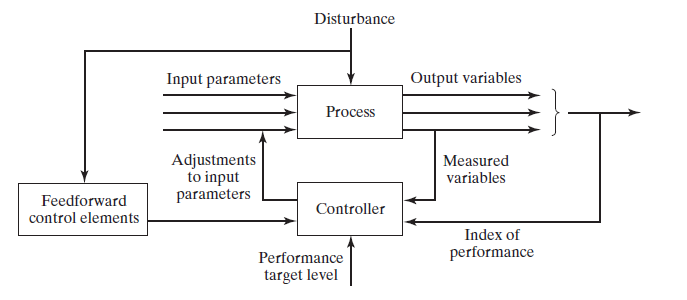 Disturbance
Input parameters
Output variables
Process
Adjustments
to input
parameters
Measured
variables
Feedforward
control elements
Controller
Index of
performance
Performance
target level